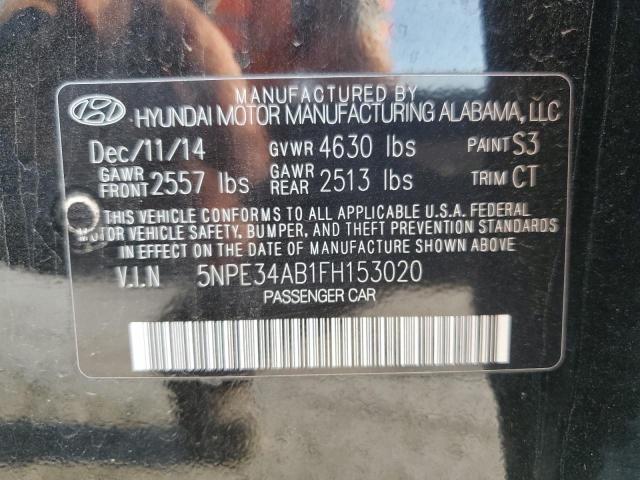 MANUFACTURED BY
HYUNDAI MOTOR MANUFACTURING ALABAMA, LLC
Dec/11/14 GVWR 4630 lbs PAINT S3
GAWR FRONT 2557 lbs GAWR REAR 2513 lbs TRIM CT
THIS VEHICLE CONFORMS TO ALL APPLICABLE U.S.A. FEDERAL
MOTOR VEHICLE SAFETY, BUMPER, AND THEFT PREVENTION STANDARDS
IN EFFECT ON THE DATE OF MANUFACTURE SHOWN ABOVE
V.I.N 5NPE34AB1FH153020
PASSENGER CAR